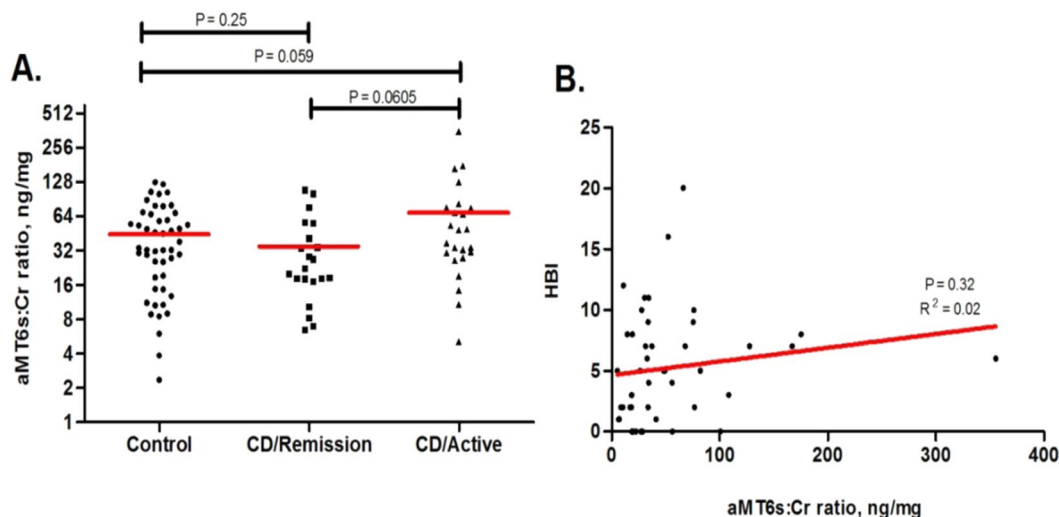 P = 0.25
P = 0.059
P = 0.0605
A.
aMT6s:Cr ratio, ng/mg
512
256
128
64
32
16
8
4
2
1
Control CD/Remission CD/Active
B.
HBI
25
20
15
10
5
0
P = 0.32
R² = 0.02
0 100 200 300 400
aMT6s:Cr ratio, ng/mg